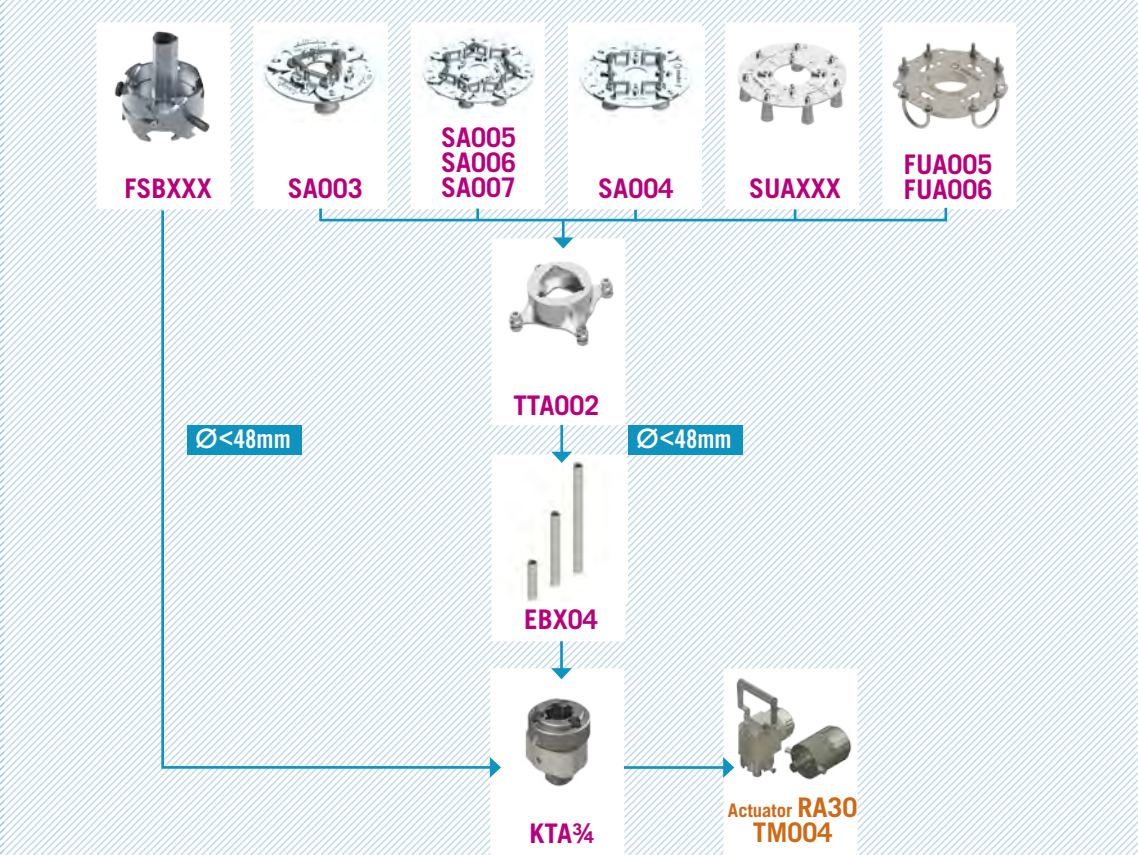 FSBXXX
SA003
SA005
SA006
SA007
SA004
SUAXXX
FUA005
FUA006
TTA002
Ø<48mm
Ø<48mm
EBX04
KTA¾
Actuator RA30
TM004